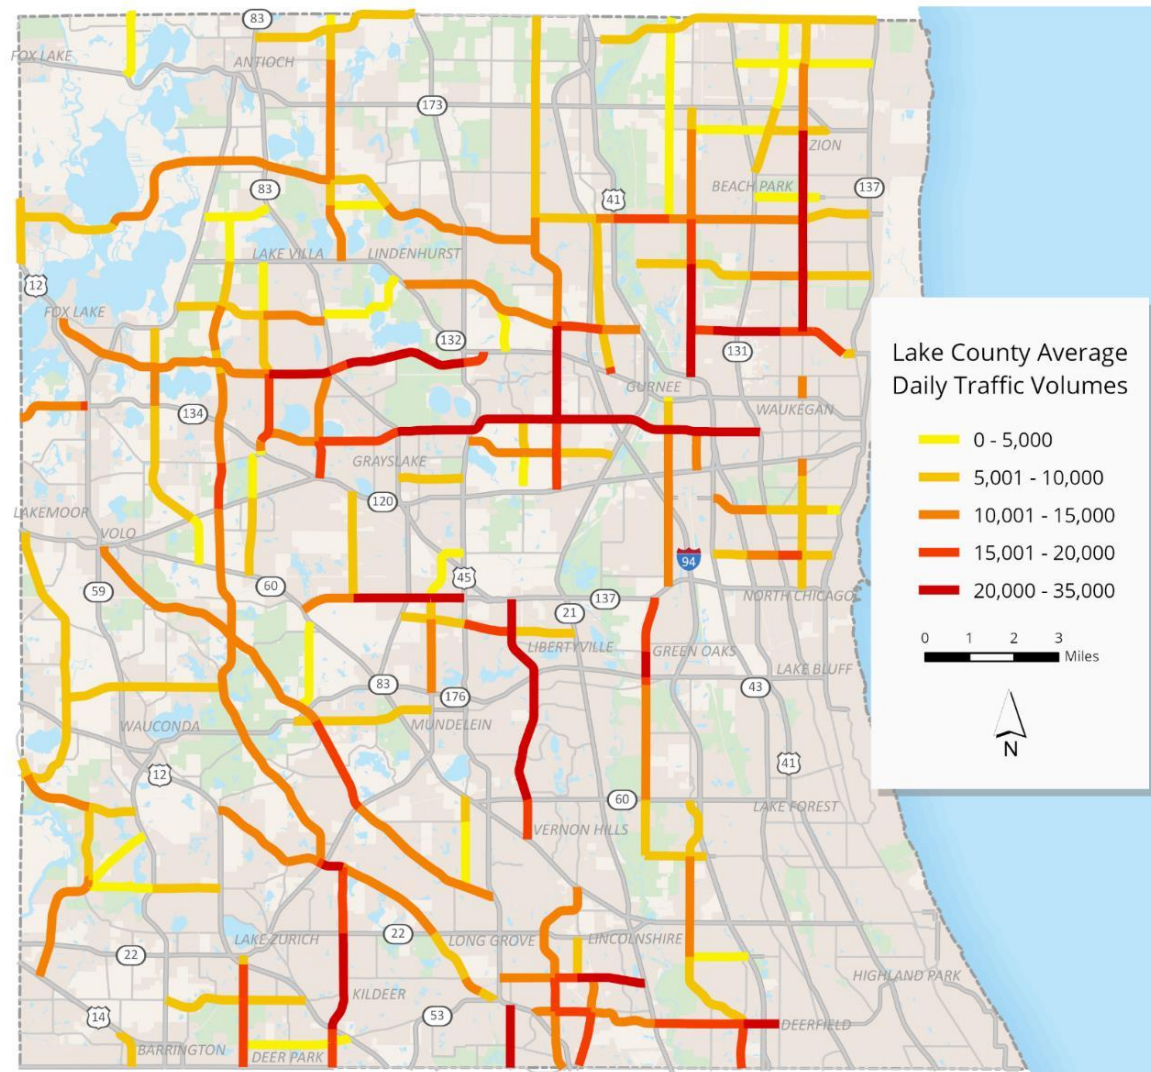 83
FOX LAKE
ANTIOCH
173
ZION
BEACH PARK
137
83
41
LAKE VILLA
LINDENHURST
12
FOX LAKE
132
131
GURNEE
WAUKEGAN
134
GRAYSLAKE
120
LAKEMOOR
VOLO
94
60
45
59
137
NORTH CHICAGO
21
LIBERTYVILLE
GREEN OAKS
LAKE BLUFF
83
176
43
WAUCONDA
MUNDELEIN
12
41
60
LAKE FOREST
VERNON HILLS
LAKE ZURICH
22
LONG GROVE
LINCOLNSHIRE
22
22
HIGHLAND PARK
KILDEER
14
53
DEERFIELD
BARRINGTON
DEER PARK
Lake County Average
Daily Traffic Volumes
0 - 5,000
5,001 - 10,000
10,001 - 15,000
15,001 - 20,000
20,000 - 35,000
0 1 2 3
Miles
N